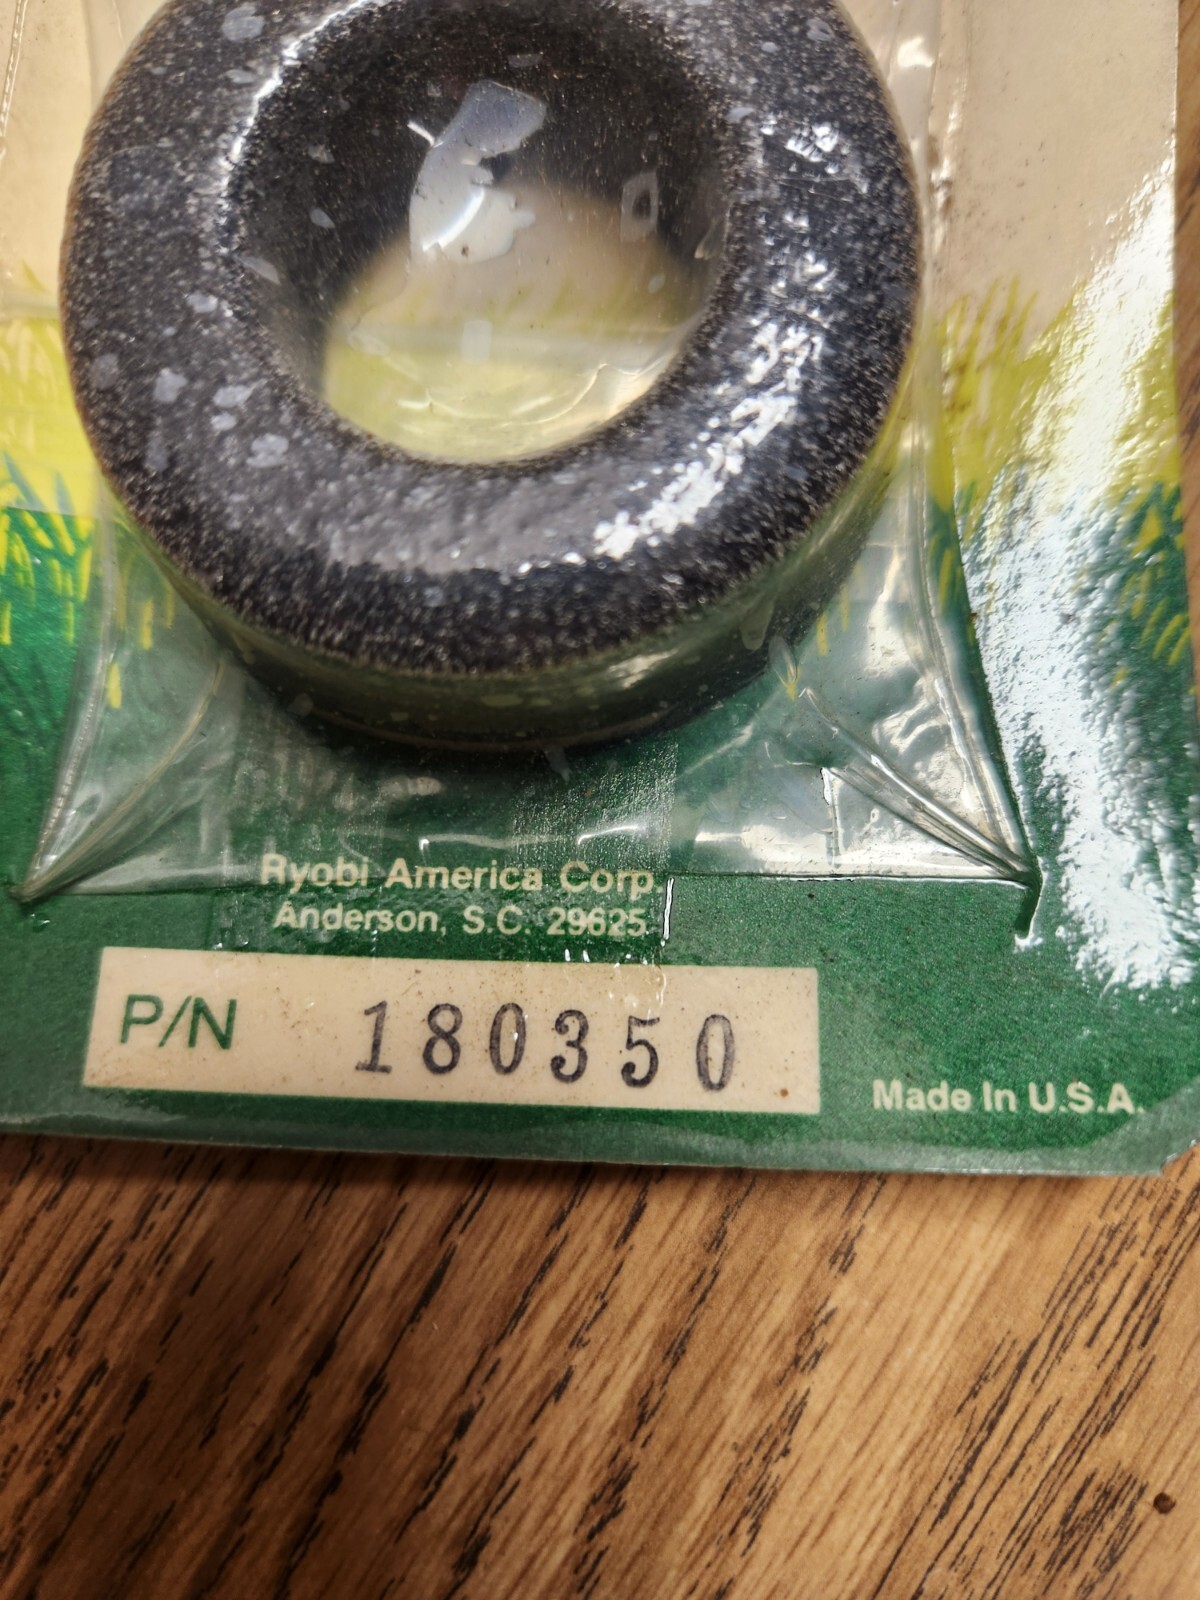 Ryobi America Corp.
Anderson, S.C. 29625
P/N 180350
Made In U.S.A.